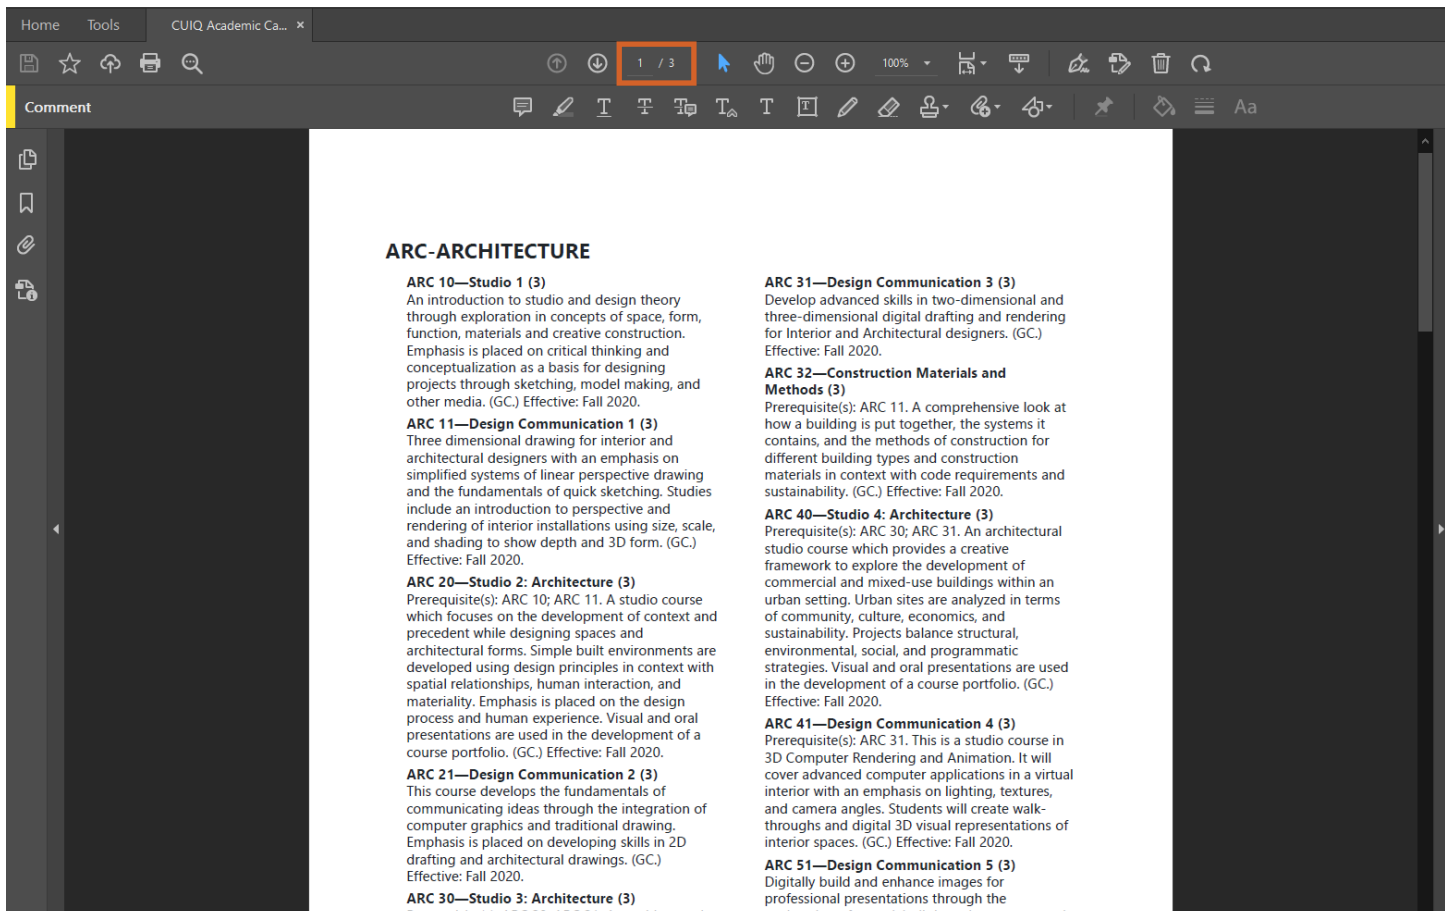 Home Tools CUIQ Academic Ca... ×
1 / 3 100%
Comment
Aa
ARC-ARCHITECTURE
ARC 10—Studio 1 (3)
An introduction to studio and design theory
through exploration in concepts of space, form,
function, materials and creative construction.
Emphasis is placed on critical thinking and
conceptualization as a basis for designing
projects through sketching, model making, and
other media. (GC.) Effective: Fall 2020.
ARC 11—Design Communication 1 (3)
Three dimensional drawing for interior and
architectural designers with an emphasis on
simplified systems of linear perspective drawing
and the fundamentals of quick sketching. Studies
include an introduction to perspective and
rendering of interior installations using size, scale,
and shading to show depth and 3D form. (GC.)
Effective: Fall 2020.
ARC 20—Studio 2: Architecture (3)
Prerequisite(s): ARC 10; ARC 11. A studio course
which focuses on the development of context and
precedent while designing spaces and
architectural forms. Simple built environments are
developed using design principles in context with
spatial relationships, human interaction, and
materiality. Emphasis is placed on the design
process and human experience. Visual and oral
presentations are used in the development of a
course portfolio. (GC.) Effective: Fall 2020.
ARC 21—Design Communication 2 (3)
This course develops the fundamentals of
communicating ideas through the integration of
computer graphics and traditional drawing.
Emphasis is placed on developing skills in 2D
drafting and architectural drawings. (GC.)
Effective: Fall 2020.
ARC 30—Studio 3: Architecture (3)
ARC 31—Design Communication 3 (3)
Develop advanced skills in two-dimensional and
three-dimensional digital drafting and rendering
for Interior and Architectural designers. (GC.)
Effective: Fall 2020.
ARC 32—Construction Materials and
Methods (3)
Prerequisite(s): ARC 11. A comprehensive look at
how a building is put together, the systems it
contains, and the methods of construction for
different building types and construction
materials in context with code requirements and
sustainability. (GC.) Effective: Fall 2020.
ARC 40—Studio 4: Architecture (3)
Prerequisite(s): ARC 30; ARC 31. An architectural
studio course which provides a creative
framework to explore the development of
commercial and mixed-use buildings within an
urban setting. Urban sites are analyzed in terms
of community, culture, economics, and
sustainability. Projects balance structural,
environmental, social, and programmatic
strategies. Visual and oral presentations are used
in the development of a course portfolio. (GC.)
Effective: Fall 2020.
ARC 41—Design Communication 4 (3)
Prerequisite(s): ARC 31. This is a studio course in
3D Computer Rendering and Animation. It will
cover advanced computer applications in a virtual
interior with an emphasis on lighting, textures,
and camera angles. Students will create walk-
throughs and digital 3D visual representations of
interior spaces. (GC.) Effective: Fall 2020.
ARC 51—Design Communication 5 (3)
Digitally build and enhance images for
professional presentations through the